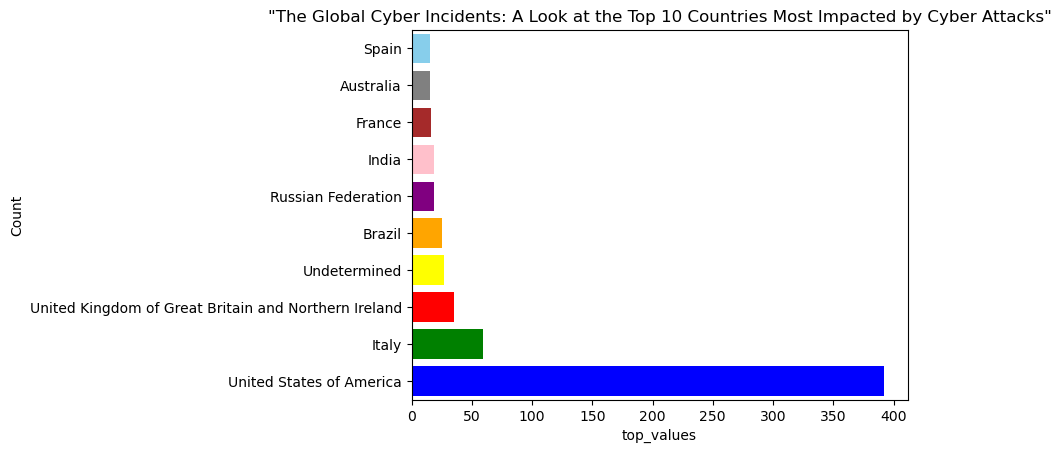 "The Global Cyber Incidents: A Look at the Top 10 Countries Most Impacted by Cyber Attacks"
Spain
Australia
France
India
Russian Federation
Brazil
Undetermined
United Kingdom of Great Britain and Northern Ireland
Italy
United States of America
Count
0 50 100 150 200 250 300 350 400
top_values